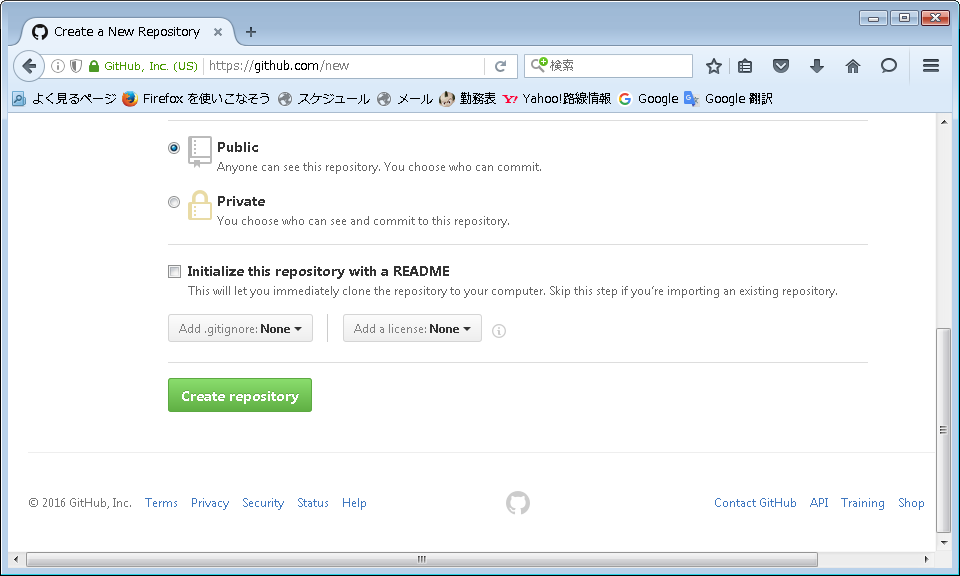 Create a New Repository
GitHub, Inc. (US) https://github.com/new 検索
よく見るページ Firefox を使いこなそう スケジュール メール 勤務表 Yahoo!路線情報 Google Google 翻訳
Public
Anyone can see this repository. You choose who can commit.
Private
You choose who can see and commit to this repository.
Initialize this repository with a README
This will let you immediately clone the repository to your computer. Skip this step if you're importing an existing repository.
Add .gitignore: None Add a license: None
Create repository
© 2016 GitHub, Inc. Terms Privacy Security Status Help Contact GitHub API Training Shop